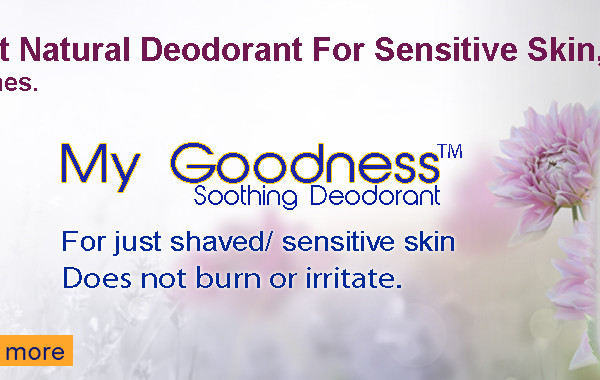 t Natural Deodorant For Sensitive Skin,
nes.
My Goodness™
Soothing Deodorant
For just shaved/ sensitive skin
Does not burn or irritate.
more